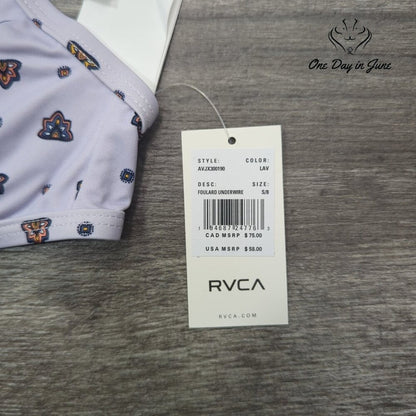 One Day in June
STYLE: COLOR:
AVJX300190 LAV
DESC: SIZE:
FOULARD UNDERWIRE S/8
CAD MSRP $ 75.00
USA MSRP $ 58.00
RVCA
RVCA.COM